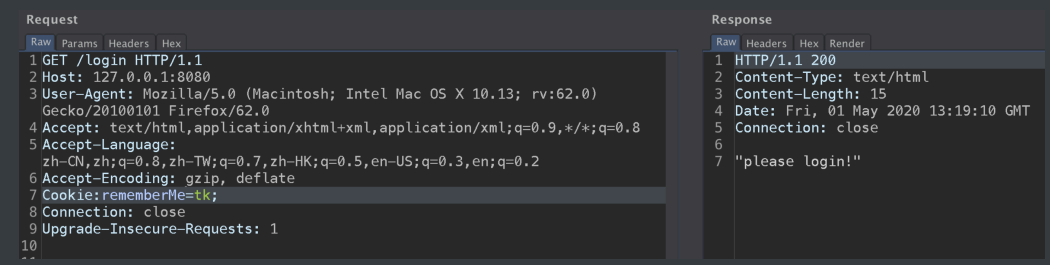 Request
Raw Params Headers Hex
1 GET /login HTTP/1.1
2 Host: 127.0.0.1:8080
3 User-Agent: Mozilla/5.0 (Macintosh; Intel Mac OS X 10.13; rv:62.0)
Gecko/20100101 Firefox/62.0
4 Accept: text/html,application/xhtml+xml,application/xml;q=0.9,*/*;q=0.8
5 Accept-Language:
zh-CN,zh;q=0.8,zh-TW;q=0.7,zh-HK;q=0.5,en-US;q=0.3,en;q=0.2
6 Accept-Encoding: gzip, deflate
7 Cookie:rememberMe=tk;
8 Connection: close
9 Upgrade-Insecure-Requests: 1
10
Response
Raw Headers Hex Render
1 HTTP/1.1 200
2 Content-Type: text/html
3 Content-Length: 15
4 Date: Fri, 01 May 2020 13:19:10 GMT
5 Connection: close
6
7 "please login!"